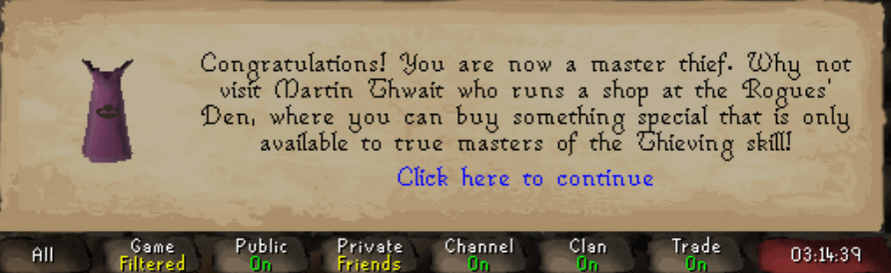 Congratulations! You are now a master thief. Why not
visit Martin Thwait who runs a shop at the Rogues'
Den, where you can buy something special that is only
available to true masters of the Thieving skill!
Click here to continue
All
Game
Filtered
Public
On
Private
Friends
Channel
On
Clan
On
Trade
On
03:14:39